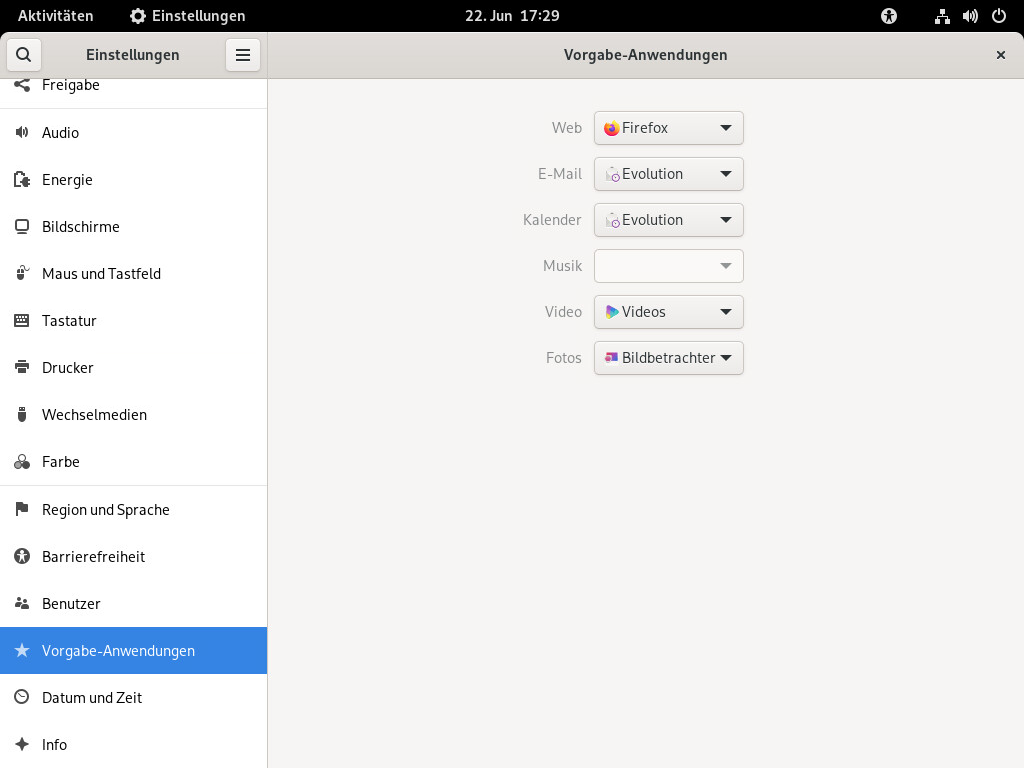 Aktivitäten Einstellungen 22. Jun 17:29
Einstellungen Vorgabe-Anwendungen
Freigabe
Audio
Energie
Bildschirme
Maus und Tastfeld
Tastatur
Drucker
Wechselmedien
Farbe
Region und Sprache
Barrierefreiheit
Benutzer
Vorgabe-Anwendungen
Datum und Zeit
Info
Web Firefox
E-Mail Evolution
Kalender Evolution
Musik
Video Videos
Fotos Bildbetrachter